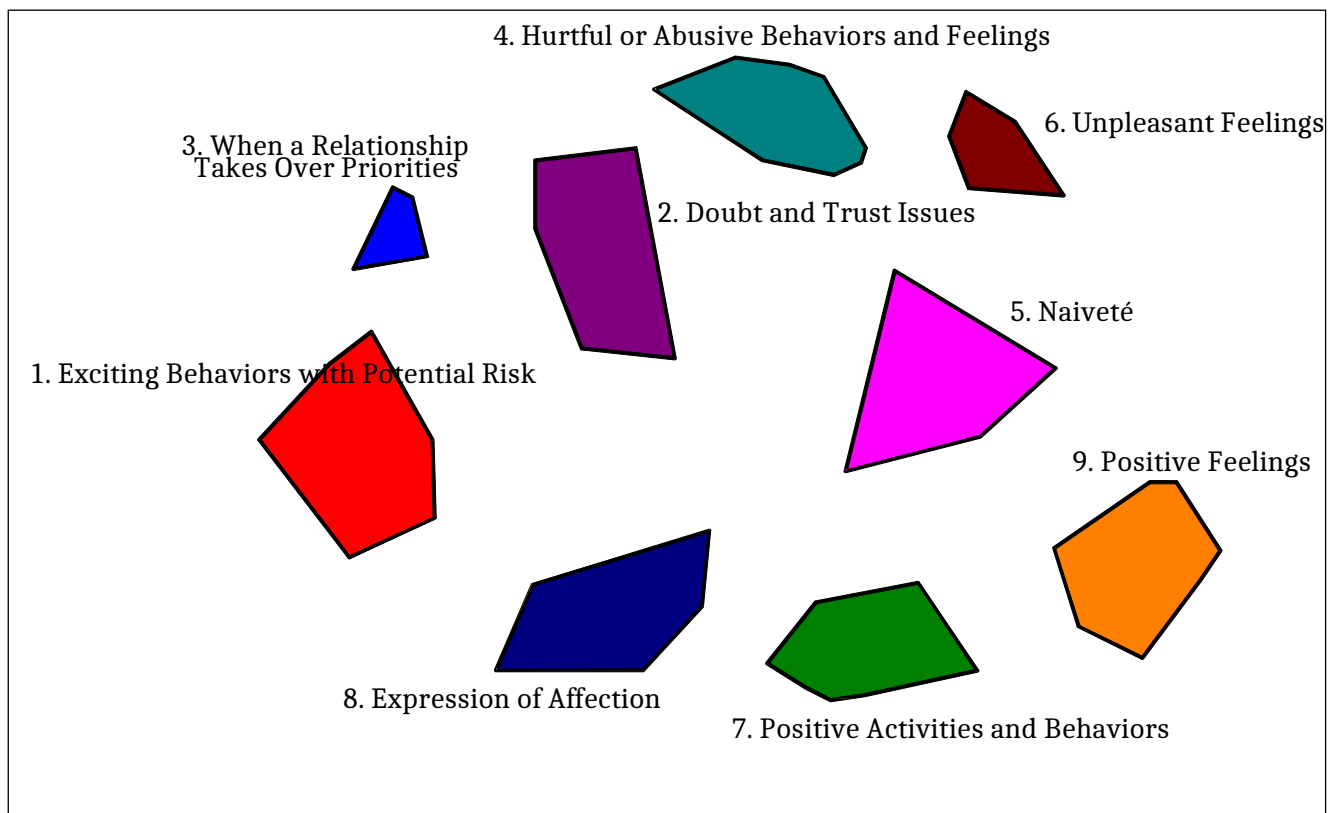 4. Hurtful or Abusive Behaviors and Feelings
6. Unpleasant Feelings
3. When a Relationship
Takes Over Priorities
2. Doubt and Trust Issues
5. Naiveté
1. Exciting Behaviors with Potential Risk
9. Positive Feelings
8. Expression of Affection
7. Positive Activities and Behaviors